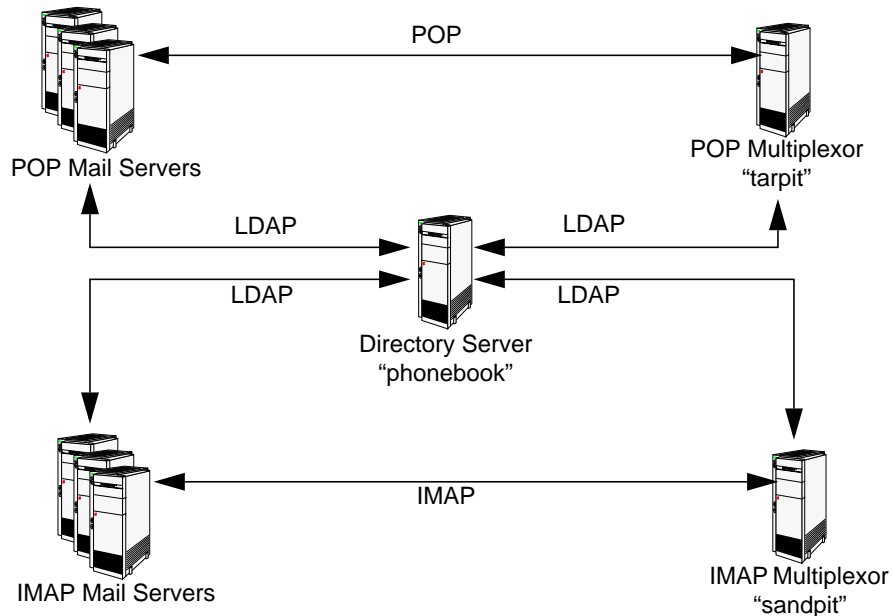 POP
POP Mail Servers
POP Multiplexor
“tarpit”
LDAP
LDAP
LDAP
LDAP
Directory Server
“phonebook”
IMAP
IMAP Mail Servers
IMAP Multiplexor
“sandpit”